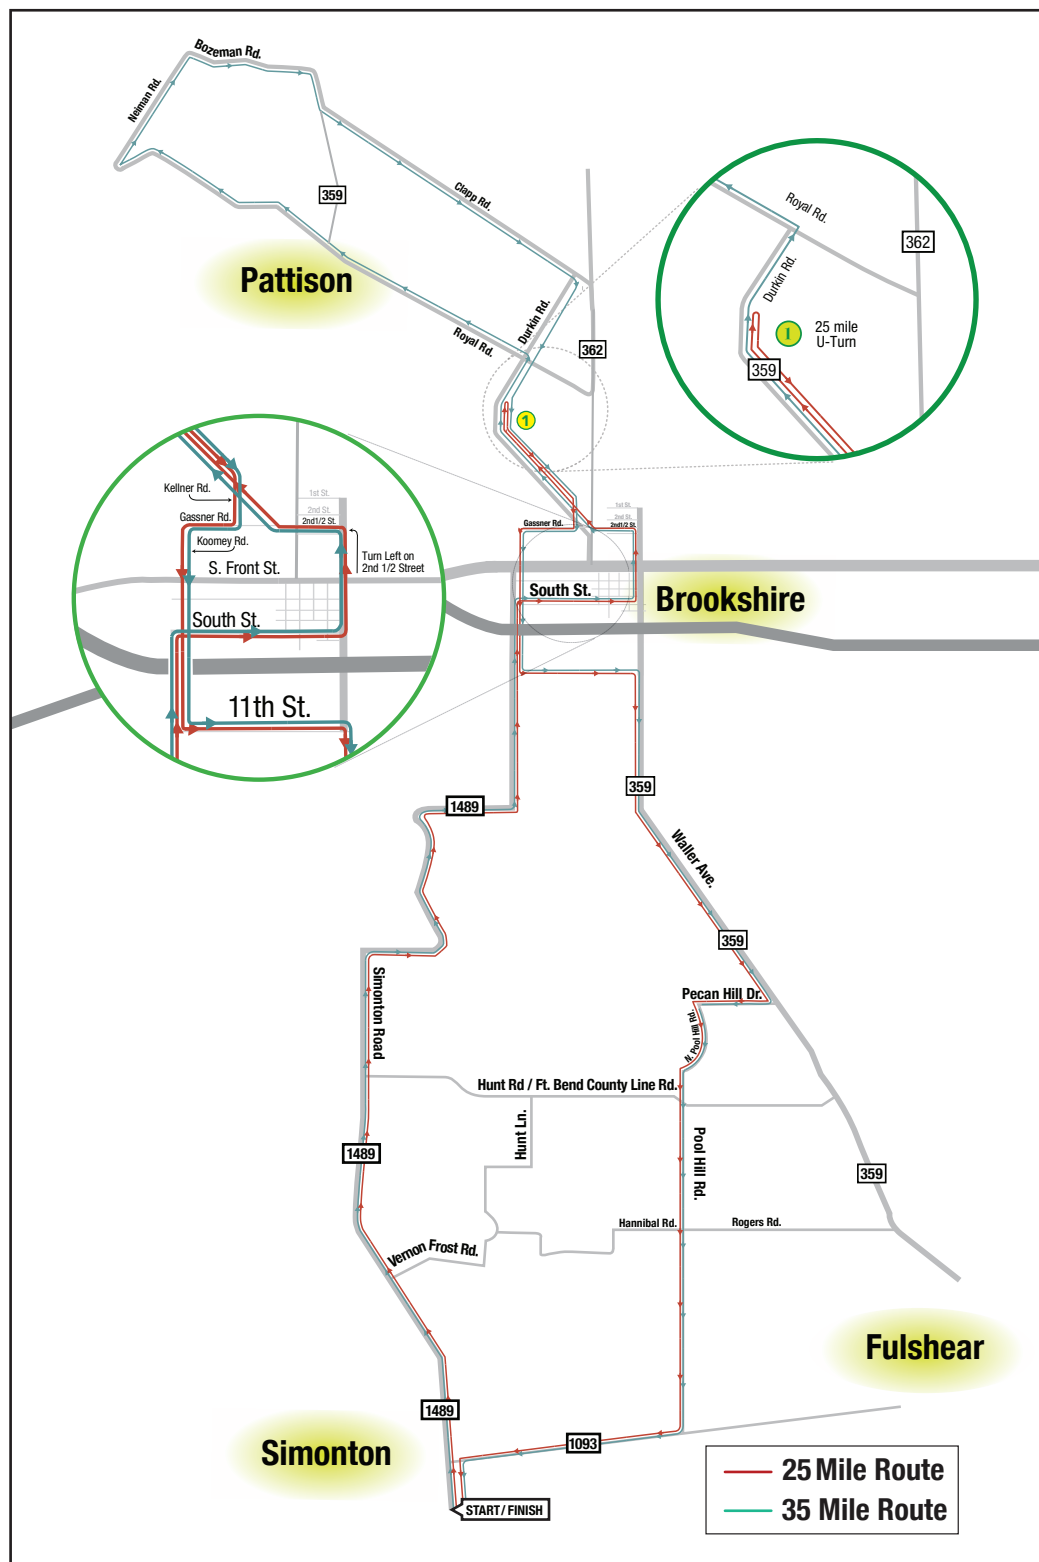 Bozeman Rd.
Neiman Rd.
359
Clapp Rd.
Pattison
Durkin Rd.
Royal Rd.
362
1
Royal Rd.
362
Durkin Rd.
1
25 mile
U-Turn
359
Kellner Rd.
Gassner Rd.
Koomey Rd.
1st St.
2nd St.
2nd1/2 St.
S. Front St.
Turn Left on
2nd 1/2 Street
South St.
11th St.
1st St.
2nd St.
2nd1/2 St.
Gassner Rd.
South St.
Brookshire
1489
359
Waller Ave.
359
Simonton Road
Pecan Hill Dr.
N. Pool Hill Rd.
Hunt Rd / Ft. Bend County Line Rd.
Hunt Ln.
Pool Hill Rd.
1489
359
Hannibal Rd.
Rogers Rd.
Vernon Frost Rd.
Fulshear
1489
Simonton
1093
START / FINISH
25 Mile Route
35 Mile Route